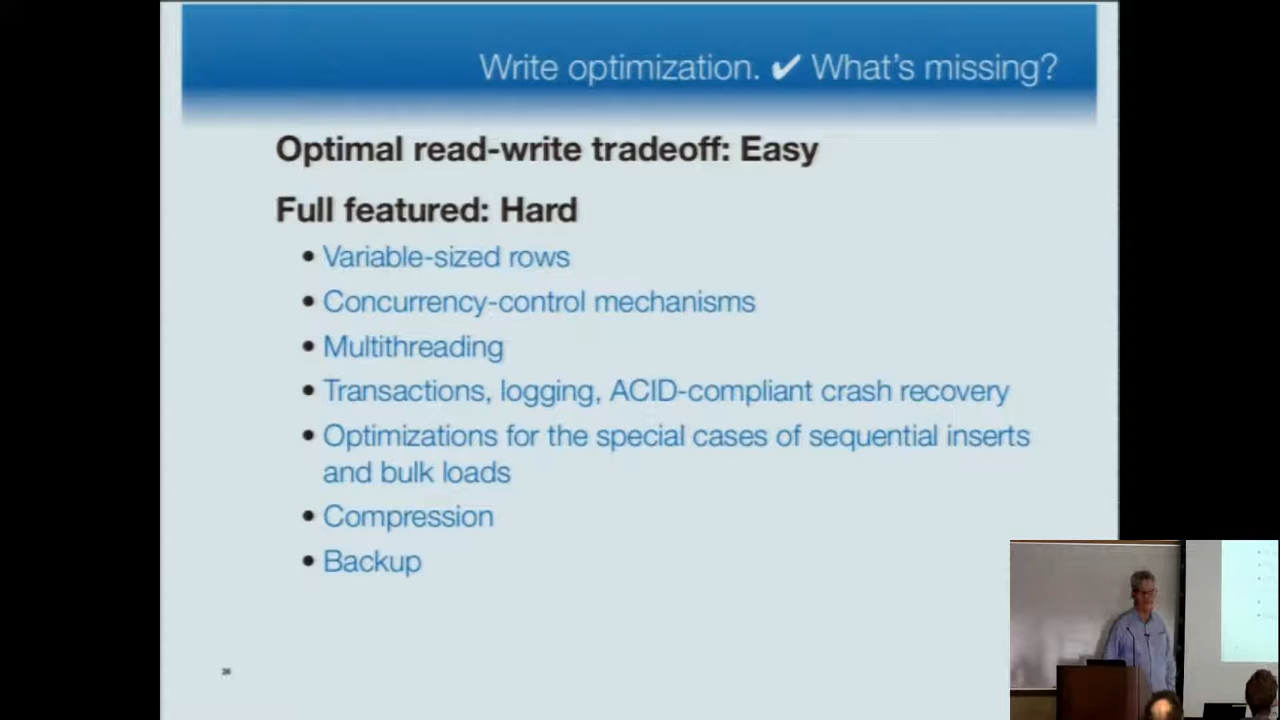 Write optimization. ✔ What's missing?
Optimal read-write tradeoff: Easy
Full featured: Hard
• Variable-sized rows
• Concurrency-control mechanisms
• Multithreading
• Transactions, logging, ACID-compliant crash recovery
• Optimizations for the special cases of sequential inserts
and bulk loads
• Compression
• Backup